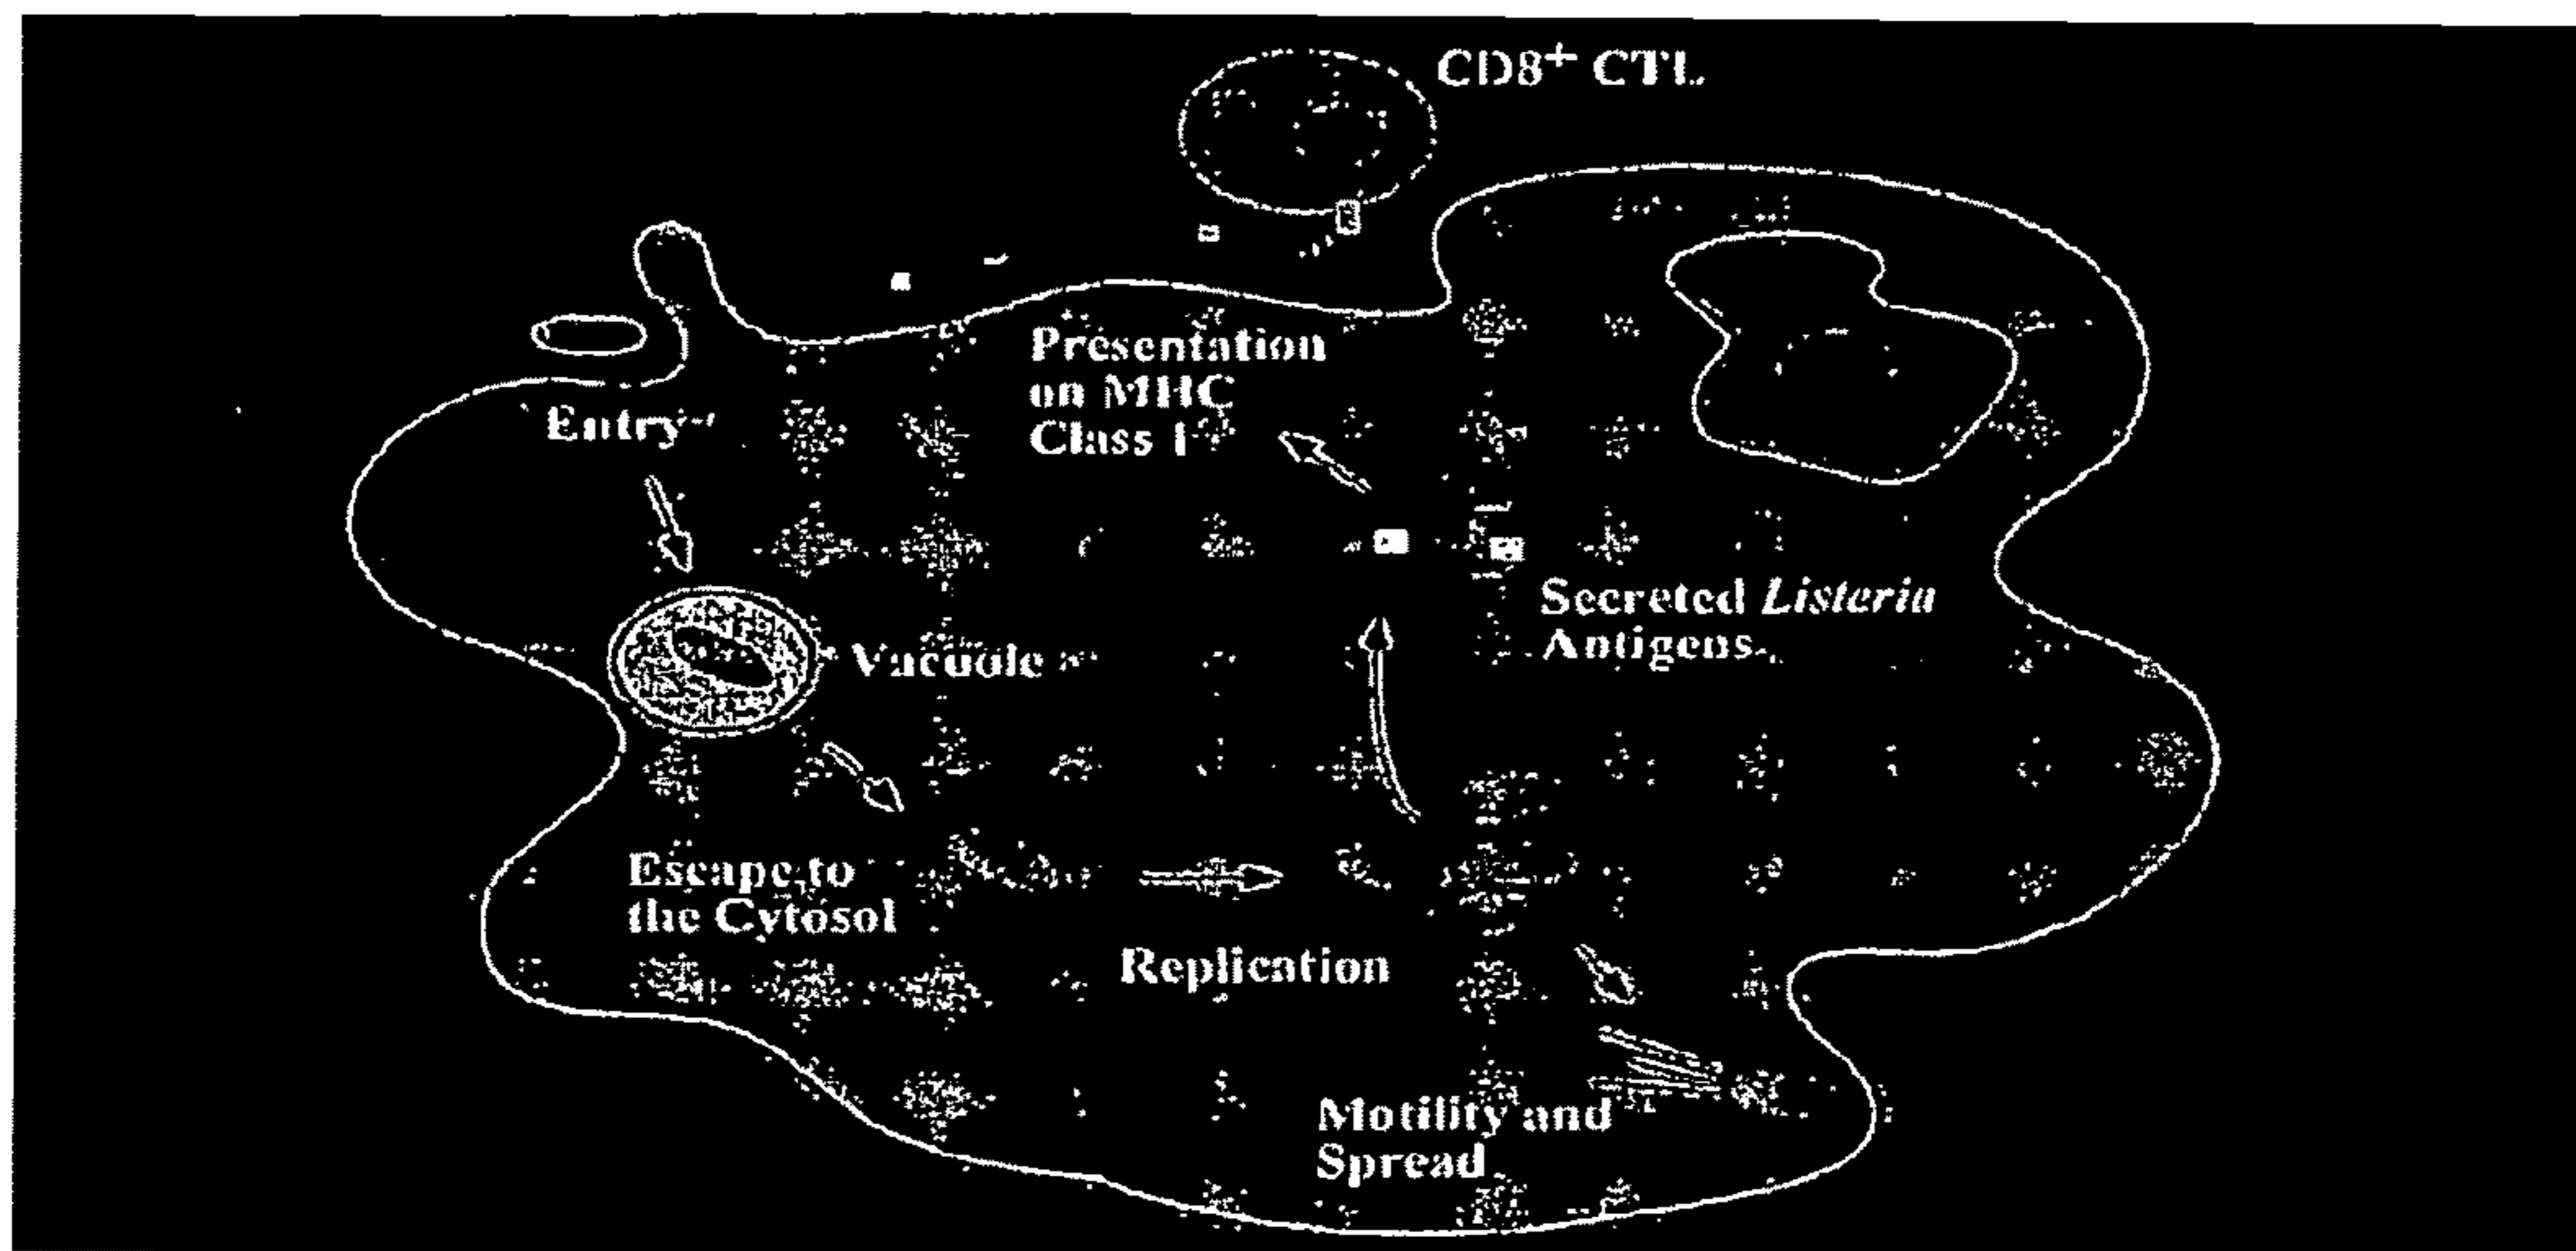 CD8+ CTL
Presentation
on MHC
Class I
Entry
Secreted Listeria
Antigens
Vacuole
Escape to
the Cytosol
Replication
Motility and
Spread